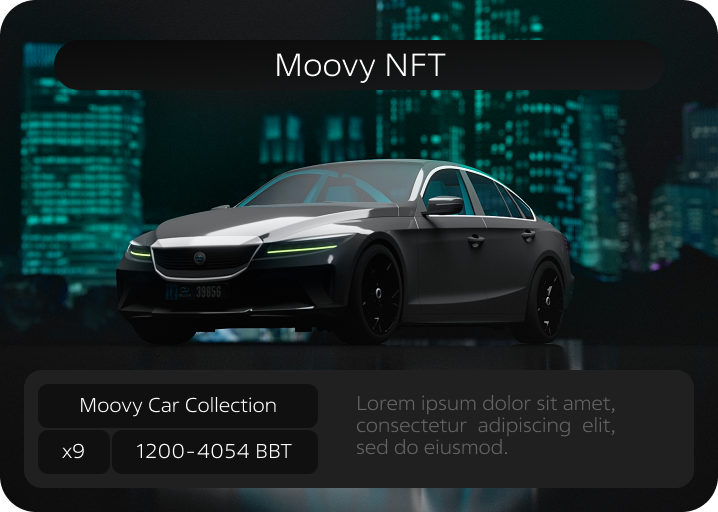 Moovy NFT
39856
Moovy Car Collection
x9
1200-4054 BBT
Lorem ipsum dolor sit amet,
consectetur adipiscing elit,
sed do eiusmod.